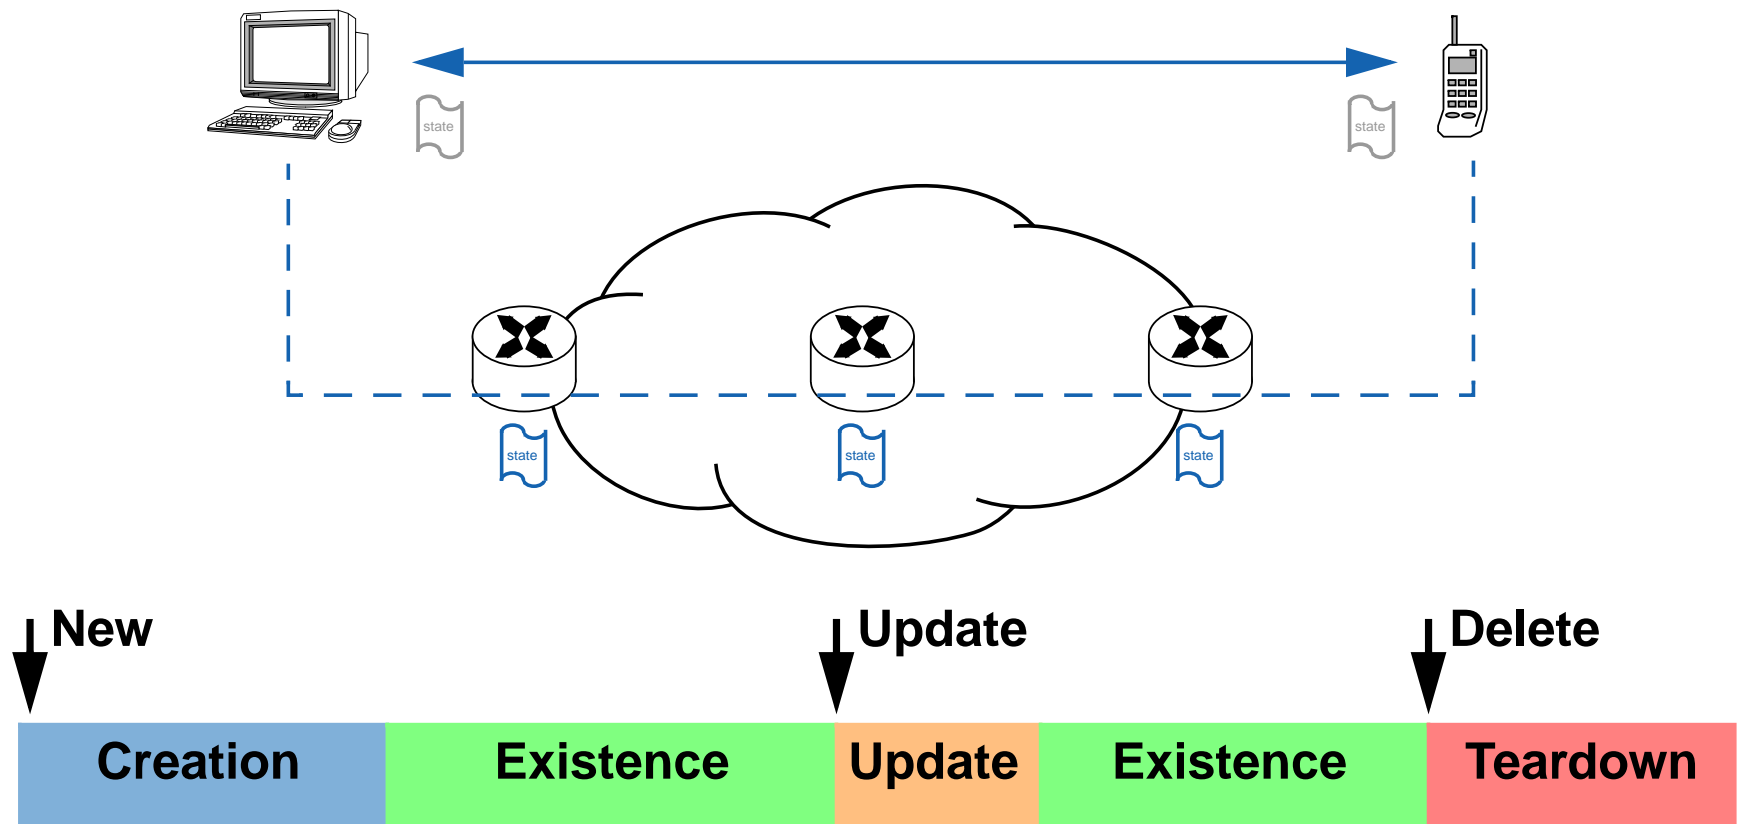 state
state
state
state
state
New
Update
Delete
Creation
Existence
Update
Existence
Teardown